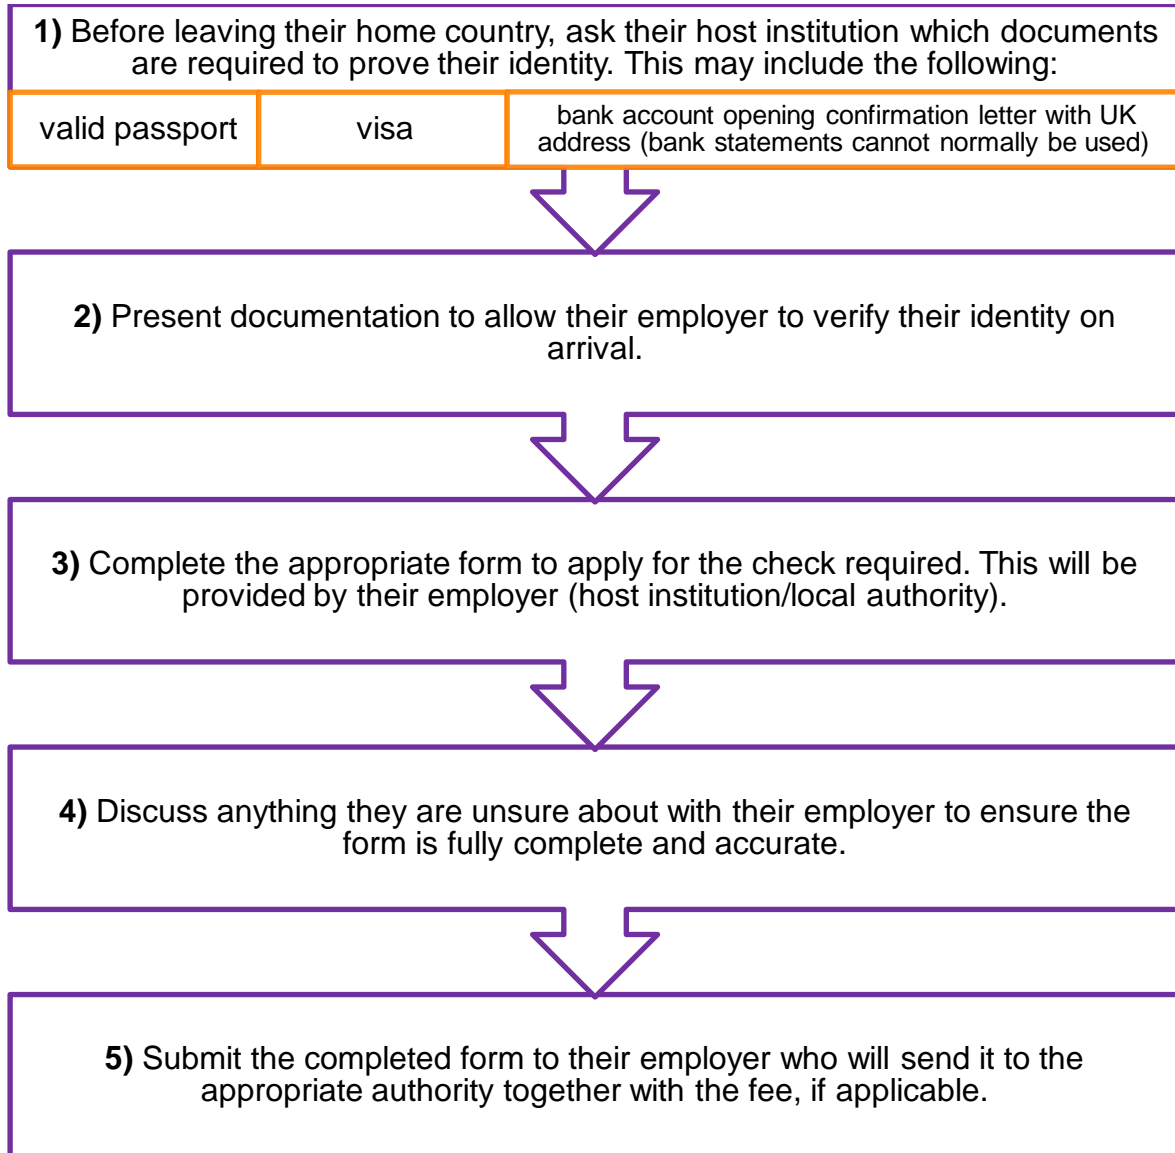 1) Before leaving their home country, ask their host institution which documents
are required to prove their identity. This may include the following:
valid passport
visa
bank account opening confirmation letter with UK
address (bank statements cannot normally be used)
2) Present documentation to allow their employer to verify their identity on
arrival.
3) Complete the appropriate form to apply for the check required. This will be
provided by their employer (host institution/local authority).
4) Discuss anything they are unsure about with their employer to ensure the
form is fully complete and accurate.
5) Submit the completed form to their employer who will send it to the
appropriate authority together with the fee, if applicable.